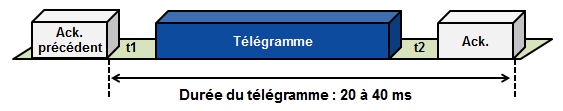 Ack.
précédent
t1
Télégramme
t2
Ack.
Durée du télégramme : 20 à 40 ms